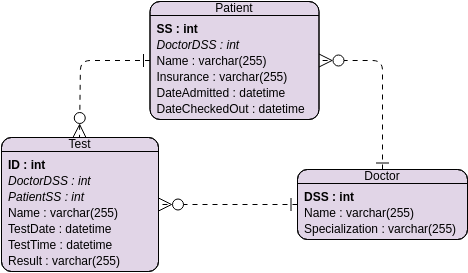 Patient
SS : int
DoctorDSS : int
Name : varchar(255)
Insurance : varchar(255)
DateAdmitted : datetime
DateCheckedOut : datetime
Test
ID : int
DoctorDSS : int
PatientSS : int
Name : varchar(255)
TestDate : datetime
TestTime : datetime
Result : varchar(255)
Doctor
DSS : int
Name : varchar(255)
Specialization : varchar(255)